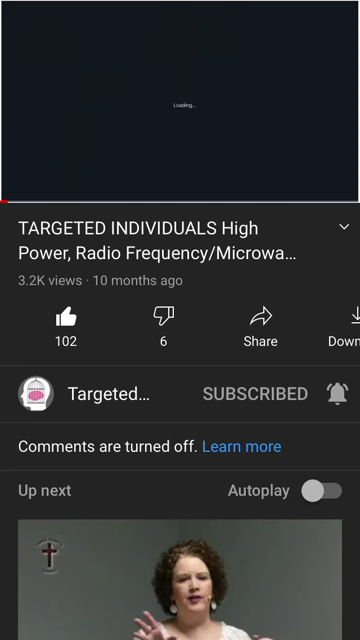 Loading...
TARGETED INDIVIDUALS High
Power, Radio Frequency/Microwa...
3.2K views · 10 months ago
102
6
Share
Down
Targeted...
SUBSCRIBED
Comments are turned off. Learn more
Up next
Autoplay